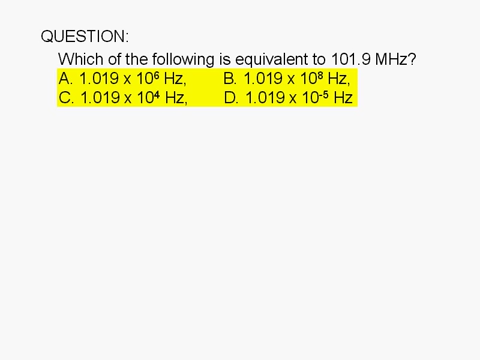 QUESTION:
Which of the following is equivalent to 101.9 MHz?
A. 1.019 x 10⁶ Hz, B. 1.019 x 10⁸ Hz,
C. 1.019 x 10⁴ Hz, D. 1.019 x 10⁻⁵ Hz